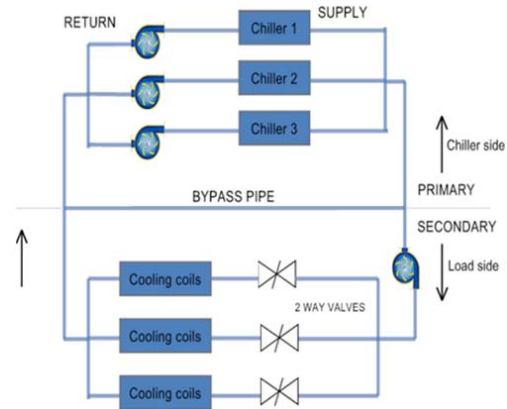 RETURN
SUPPLY
Chiller 1
Chiller 2
Chiller 3
Chiller side
BYPASS PIPE
PRIMARY
SECONDARY
Load side
Cooling coils
2 WAY VALVES
Cooling coils
Cooling coils